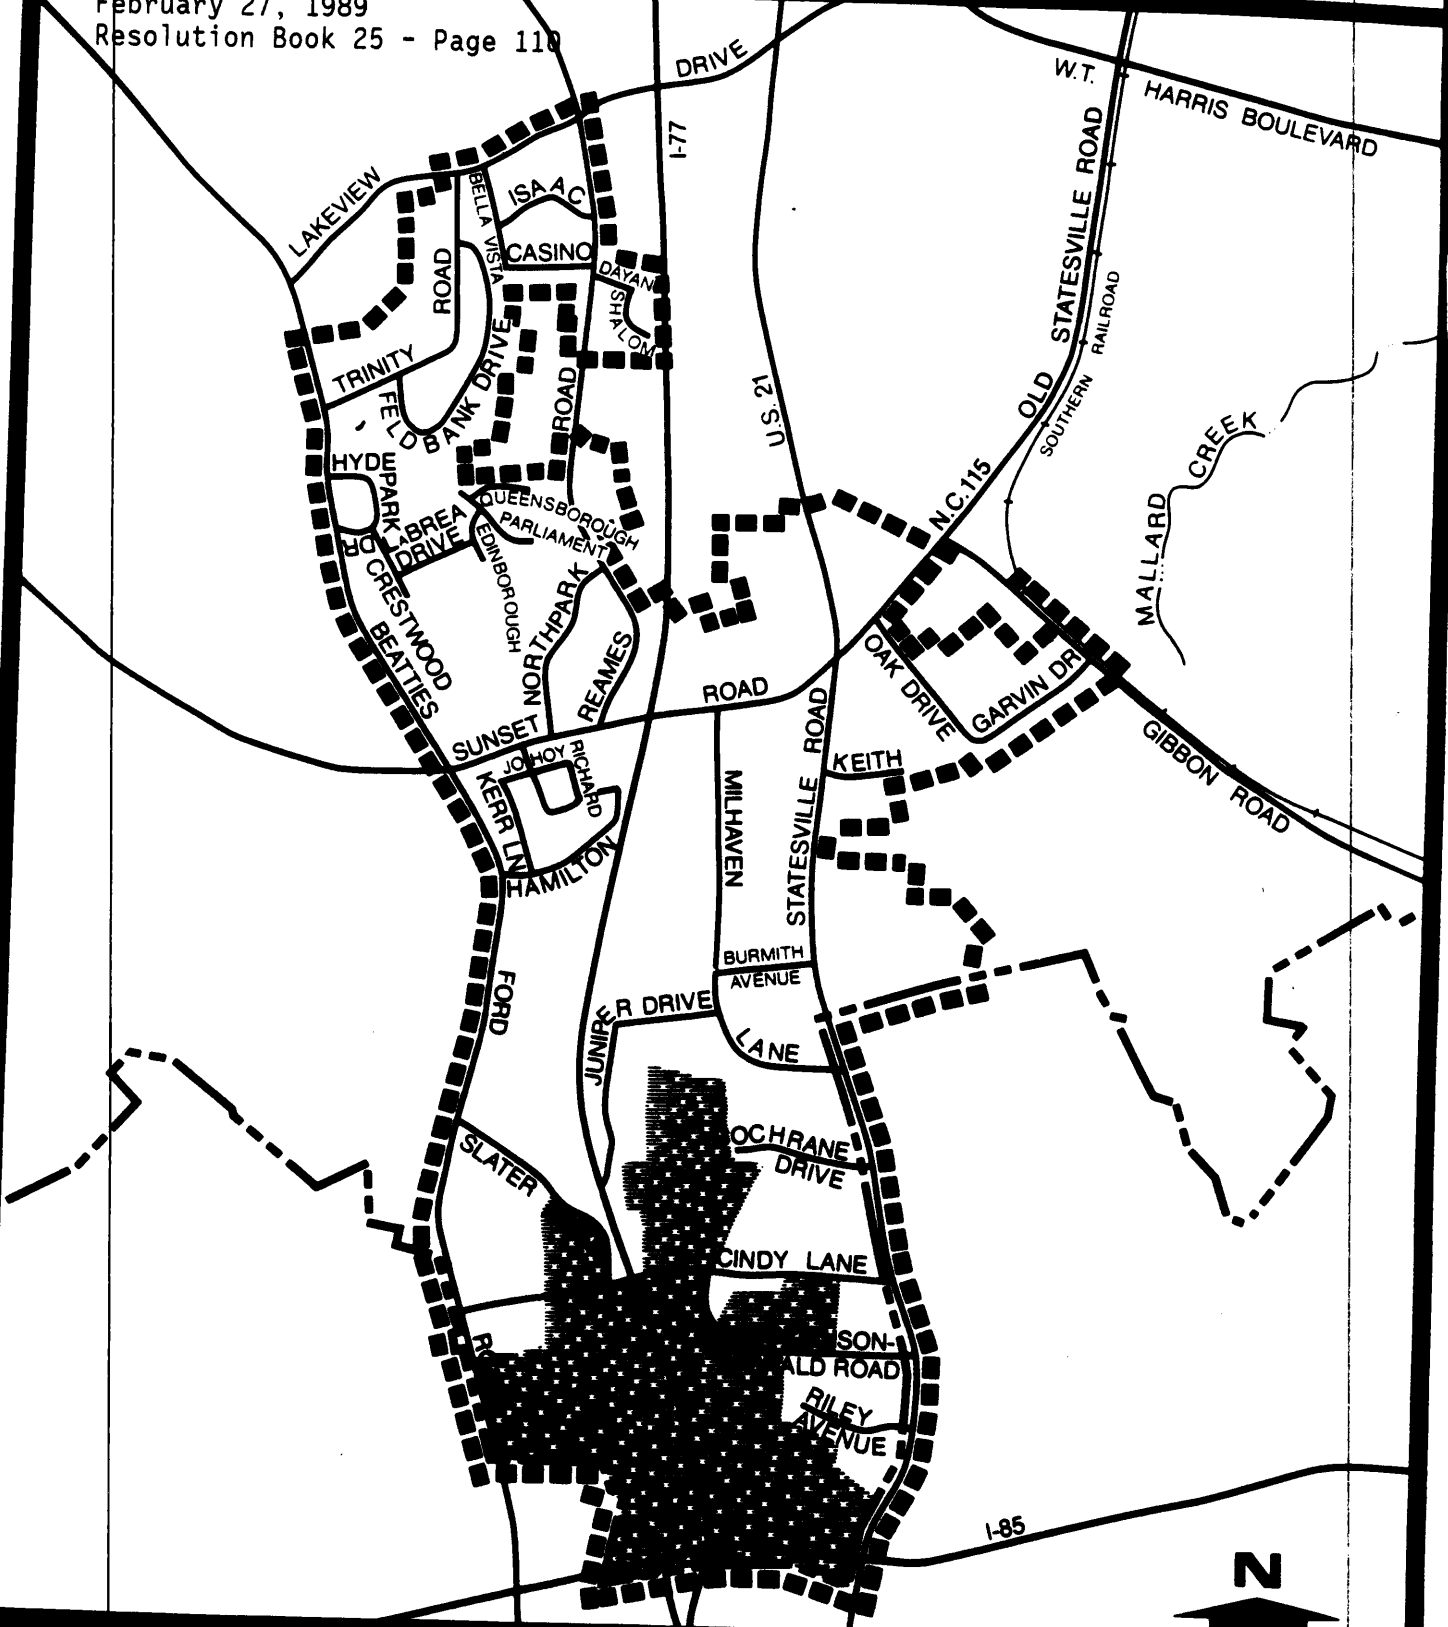 February 27, 1989
Resolution Book 25 - Page 110
DRIVE
W.T.
HARRIS BOULEVARD
I-77
LAKEVIEW
BELLA VISTA
ISAAC
CASINO
DAYAN
SHALOM
ROAD
TRINITY
FELD BANK DRIVE
ROAD
U.S. 21
OLD STATESVILLE ROAD
SOUTHERN RAILROAD
N.C.115
MALLARD CREEK
HYDE
PARK
DR
LABREA
DRIVE
QUEENSBOROUGH
PARLIAMENT
EDINBOROUGH
CRESTWOOD
BEATTIES
NORTHPARK
REAMES
OAK DRIVE
GARVIN DR
SUNSET
ROAD
GIBBON ROAD
KEITH
JOHOY
RICHARD
KERR LN
HAMILTON
MILHAVEN
STATESVILLE ROAD
FORD
BURMITH
AVENUE
JUNIPER DRIVE
LANE
SLATER
OCHRANE
DRIVE
CINDY LANE
SON-
ALD ROAD
RILEY
AVENUE
I-85
N